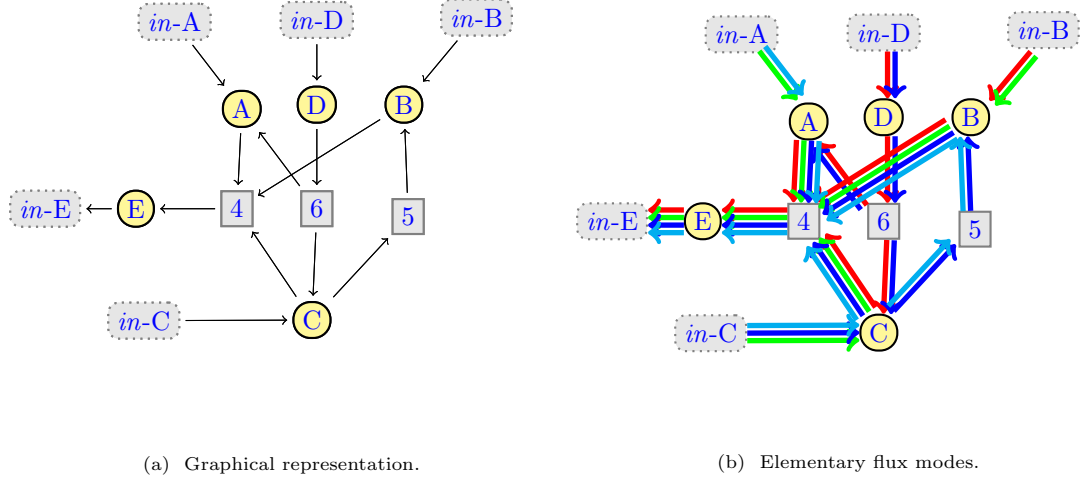 in-A
in-D
in-B
A
D
B
in-E
E
4
6
5
in-C
C
(a) Graphical representation.
in-A
in-D
in-B
A
D
B
in-E
E
4
6
5
in-C
C
(b) Elementary flux modes.